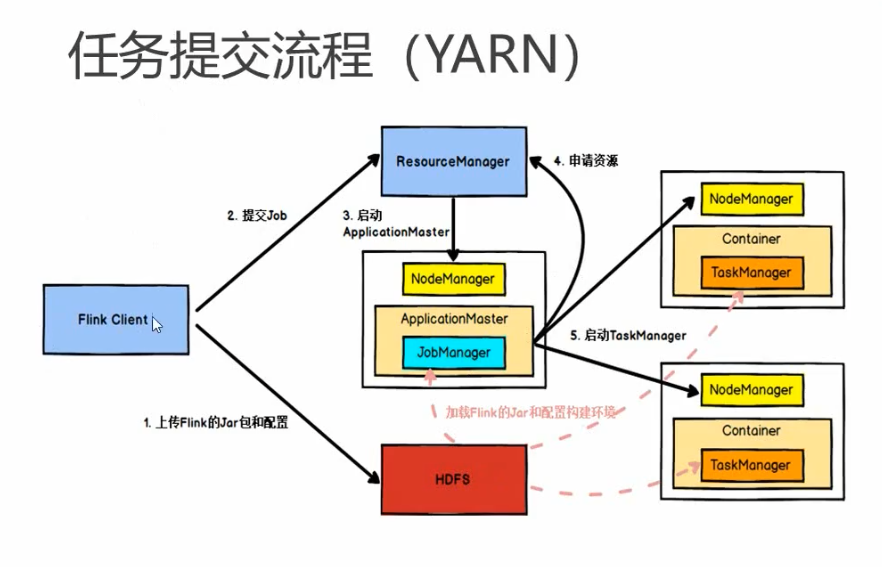 任务提交流程（YARN）
ResourceManager
4. 申请资源
2. 提交Job
3. 启动
ApplicationMaster
NodeManager
Container
TaskManager
NodeManager
ApplicationMaster
JobManager
Flink Client
5. 启动TaskManager
1. 上传Flink的Jar包和配置
加载Flink的Jar和配置构建环境
NodeManager
Container
TaskManager
HDFS